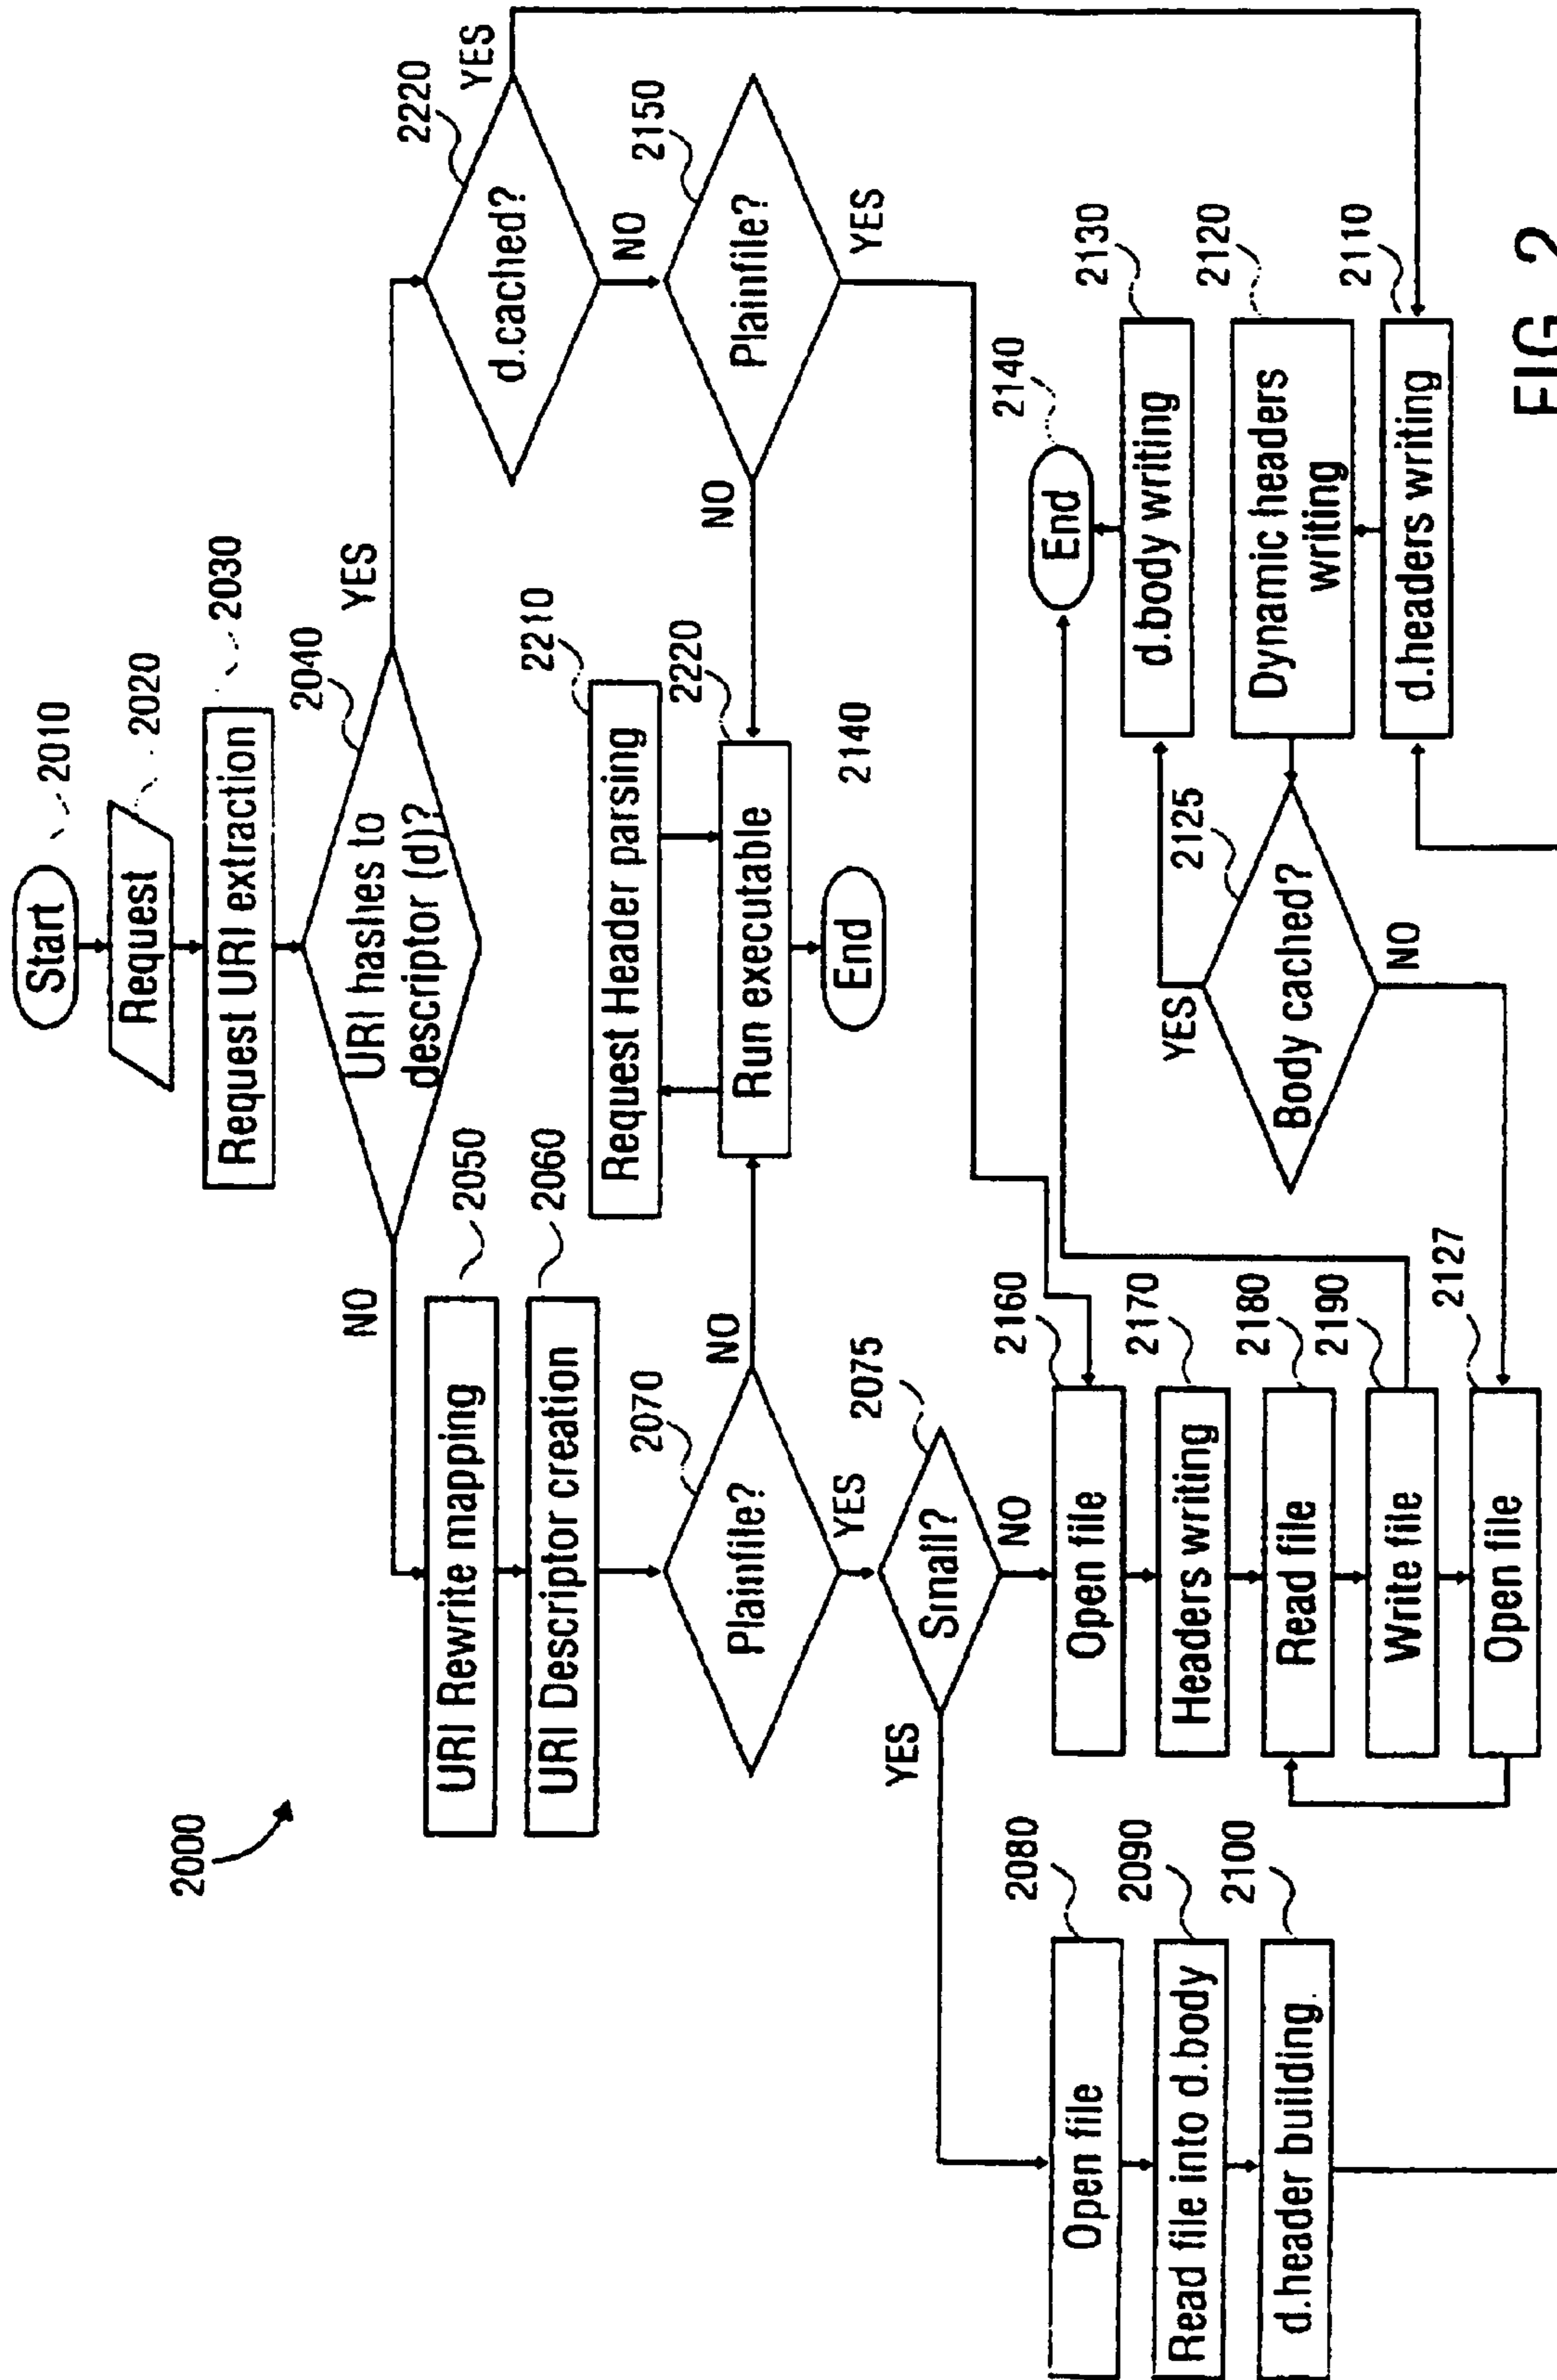 2000
Start
2010
Request
2020
Request URI extraction
2030
URI hashes to
descriptor (d)?
2040
NO
YES
URI Rewrite mapping
2050
URI Descriptor creation
2060
Plainfile?
2070
NO
YES
Small?
2075
YES
NO
Request Header parsing
2210
Run executable
2220
End
2140
d.cached?
2220
YES
NO
Plainfile?
2150
NO
YES
Open file
2080
Read file into d.body
2090
d.header building
2100
Open file
2160
Headers writing
2170
Read file
2180
Write file
2190
Open file
2127
Body cached?
2125
YES
NO
End
2140
d.body writing
2130
Dynamic headers
writing
2120
d.headers writing
2110
FIG. 2